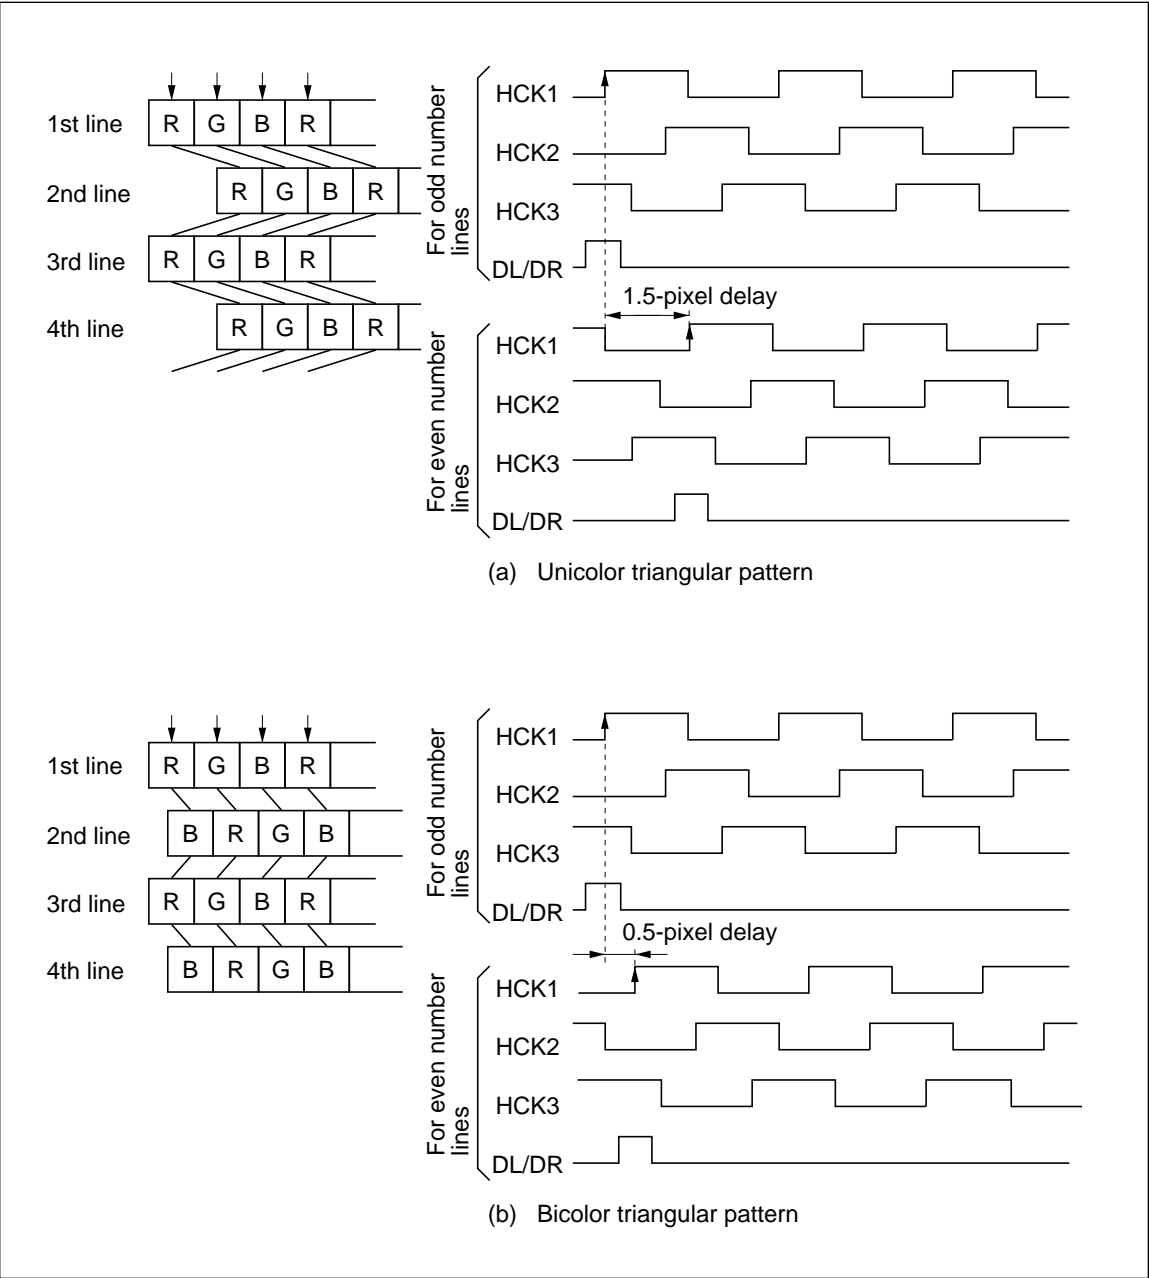 1st line R G B R
2nd line R G B R
3rd line R G B R
4th line R G B R
For odd number
lines
HCK1
HCK2
HCK3
DL/DR
1.5-pixel delay
For even number
lines
HCK1
HCK2
HCK3
DL/DR
(a) Unicolor triangular pattern
1st line R G B R
2nd line B R G B
3rd line R G B R
4th line B R G B
For odd number
lines
HCK1
HCK2
HCK3
DL/DR
0.5-pixel delay
For even number
lines
HCK1
HCK2
HCK3
DL/DR
(b) Bicolor triangular pattern